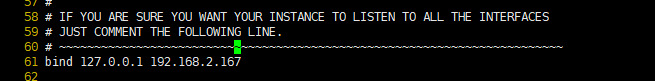 57 #
58 # IF YOU ARE SURE YOU WANT YOUR INSTANCE TO LISTEN TO ALL THE INTERFACES
59 # JUST COMMENT THE FOLLOWING LINE.
60 # ~~~~~~~~~~~~~~~~~~~~~~~~~~~~~~~~~~~~~~~~~~~~~~~~~~~~~~~~~~~~~~~~~~~~~~~~
61 bind 127.0.0.1 192.168.2.167
62